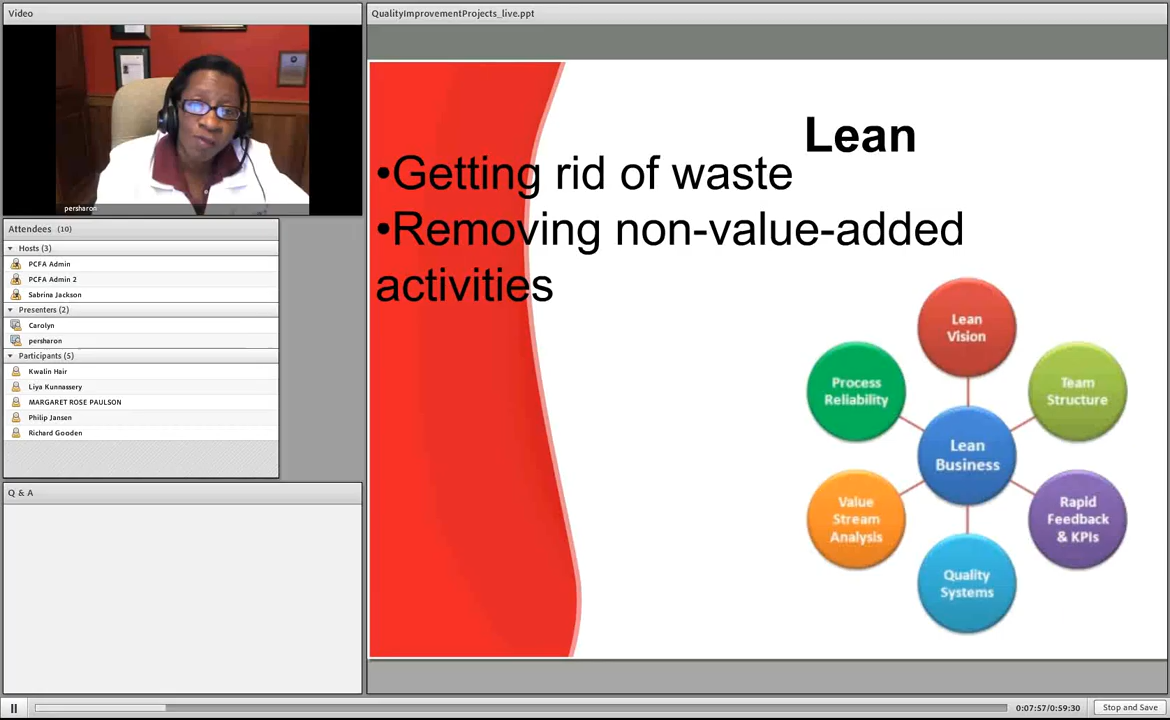 Video
persharon
Attendees (10)
Hosts (3)
PCFA Admin
PCFA Admin 2
Sabrina Jackson
Presenters (2)
Carolyn
persharon
Participants (5)
Kwalin Hair
Liya Kunnassery
MARGARET ROSE PAULSON
Philip Jansen
Richard Gooden
Q & A
QualityImprovementProjects_live.ppt
Lean
•Getting rid of waste
•Removing non-value-added
activities
Lean
Vision
Process
Reliability
Team
Structure
Lean
Business
Value
Stream
Analysis
Rapid
Feedback
& KPIs
Quality
Systems
0:07:57/0:59:30
Stop and Save